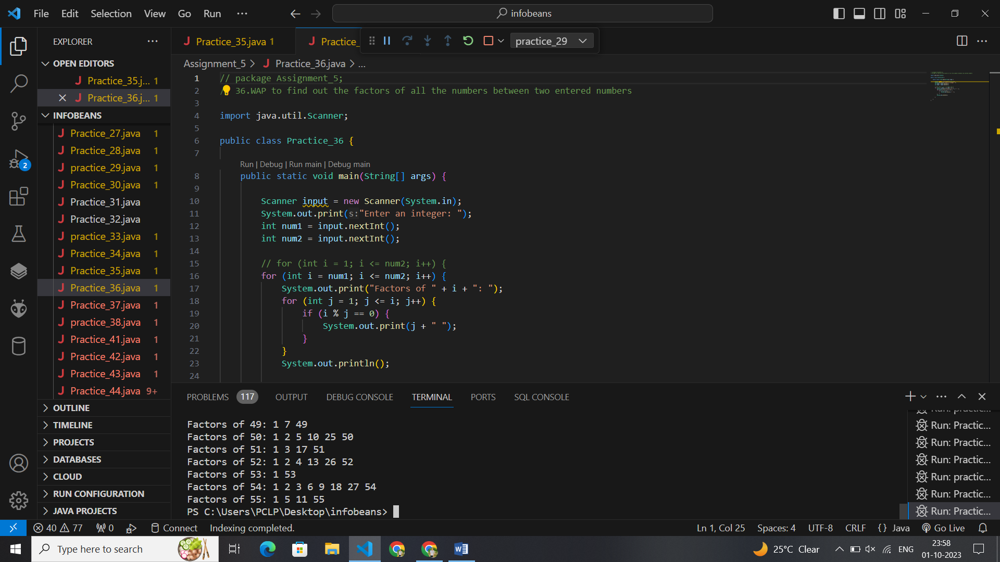 File Edit Selection View Go Run ··· infobeans
EXPLORER ···
OPEN EDITORS
Practice_35.j... 1
Practice_36.j... 1
INFOBEANS
Practice_27.java 1
Practice_28.java 1
practice_29.java 1
Practice_30.java 1
Practice_31.java
Practice_32.java
practice_33.java 1
Practice_34.java 1
Practice_35.java 1
Practice_36.java 1
Practice_37.java 1
practice_38.java 1
Practice_41.java 1
Practice_42.java 1
Practice_43.java 1
Practice_44.java 9+
OUTLINE
TIMELINE
PROJECTS
DATABASES
CLOUD
RUN CONFIGURATION
JAVA PROJECTS
2
Practice_35.java 1 Practice_ practice_29
Assignment_5 > Practice_36.java > ...
1 // package Assignment_5;
2 / 36.WAP to find out the factors of all the numbers between two entered numbers
3
4 import java.util.Scanner;
5
6 public class Practice_36 {
7
Run | Debug | Run main | Debug main
8 public static void main(String[] args) {
9
10 Scanner input = new Scanner(System.in);
11 System.out.print(s:"Enter an integer: ");
12 int num1 = input.nextInt();
13 int num2 = input.nextInt();
14
15 // for (int i = 1; i <= num2; i++) {
16 for (int i = num1; i <= num2; i++) {
17 System.out.print("Factors of " + i + ": ");
18 for (int j = 1; j <= i; j++) {
19 if (i % j == 0) {
20 System.out.print(j + " ");
21 }
22 }
23 System.out.println();
24
PROBLEMS 117 OUTPUT DEBUG CONSOLE TERMINAL PORTS SQL CONSOLE
Factors of 49: 1 7 49
Factors of 50: 1 2 5 10 25 50
Factors of 51: 1 3 17 51
Factors of 52: 1 2 4 13 26 52
Factors of 53: 1 53
Factors of 54: 1 2 3 6 9 18 27 54
Factors of 55: 1 5 11 55
PS C:\Users\PCLP\Desktop\infobeans>
Run: Practic...
Run: Practic...
Run: Practic...
Run: practic...
Run: Practic...
Run: Practic...
40 77 0 Connect Indexing completed. Ln 1, Col 25 Spaces: 4 UTF-8 CRLF {} Java Go Live
Type here to search 25°C Clear ENG 23:58
01-10-2023